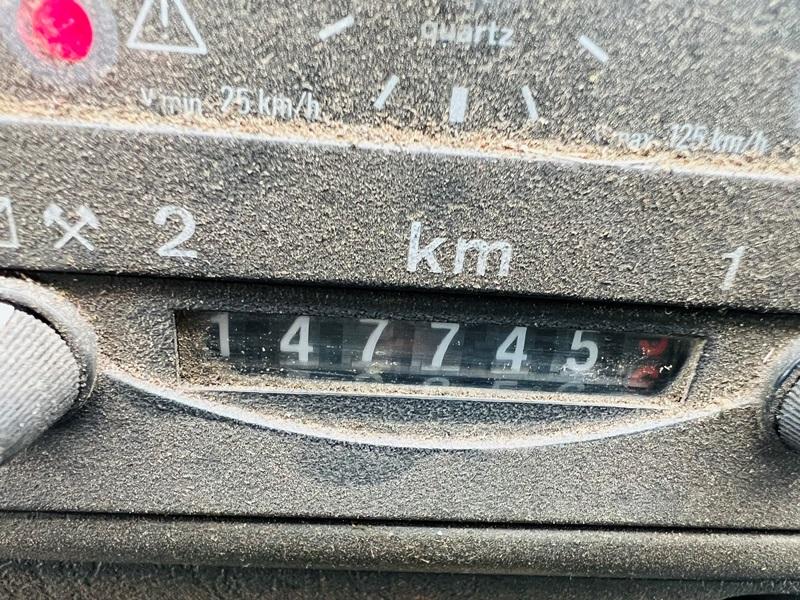 quartz
v min. 25 km/h
max. 125 km/h
2 km 1
147745